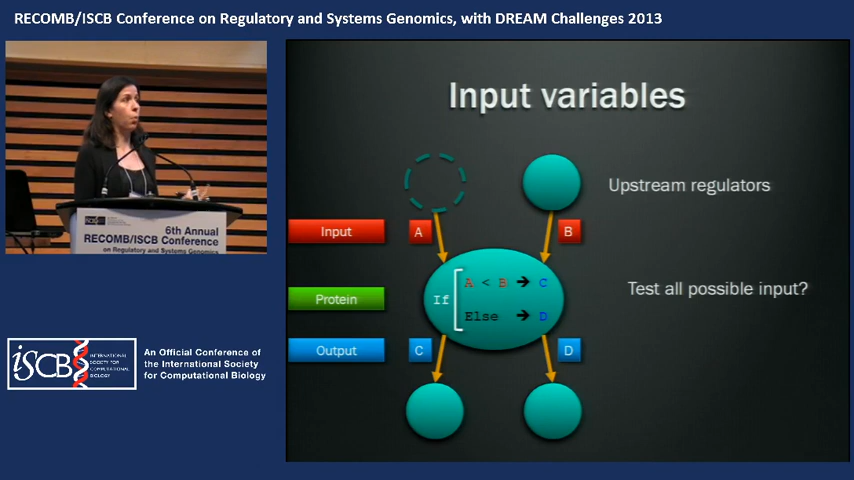 RECOMB/ISCB Conference on Regulatory and Systems Genomics, with DREAM Challenges 2013
6th Annual
RECOMB/ISCB Conference
on Regulatory and Systems Genomics
iSCB
INTERNATIONAL
SOCIETY FOR
COMPUTATIONAL
BIOLOGY
An Official Conference of
the International Society
for Computational Biology
Input variables
Upstream regulators
Input
A
B
Test all possible input?
Protein
If
A < B ➔ C
Else ➔ D
Output
C
D